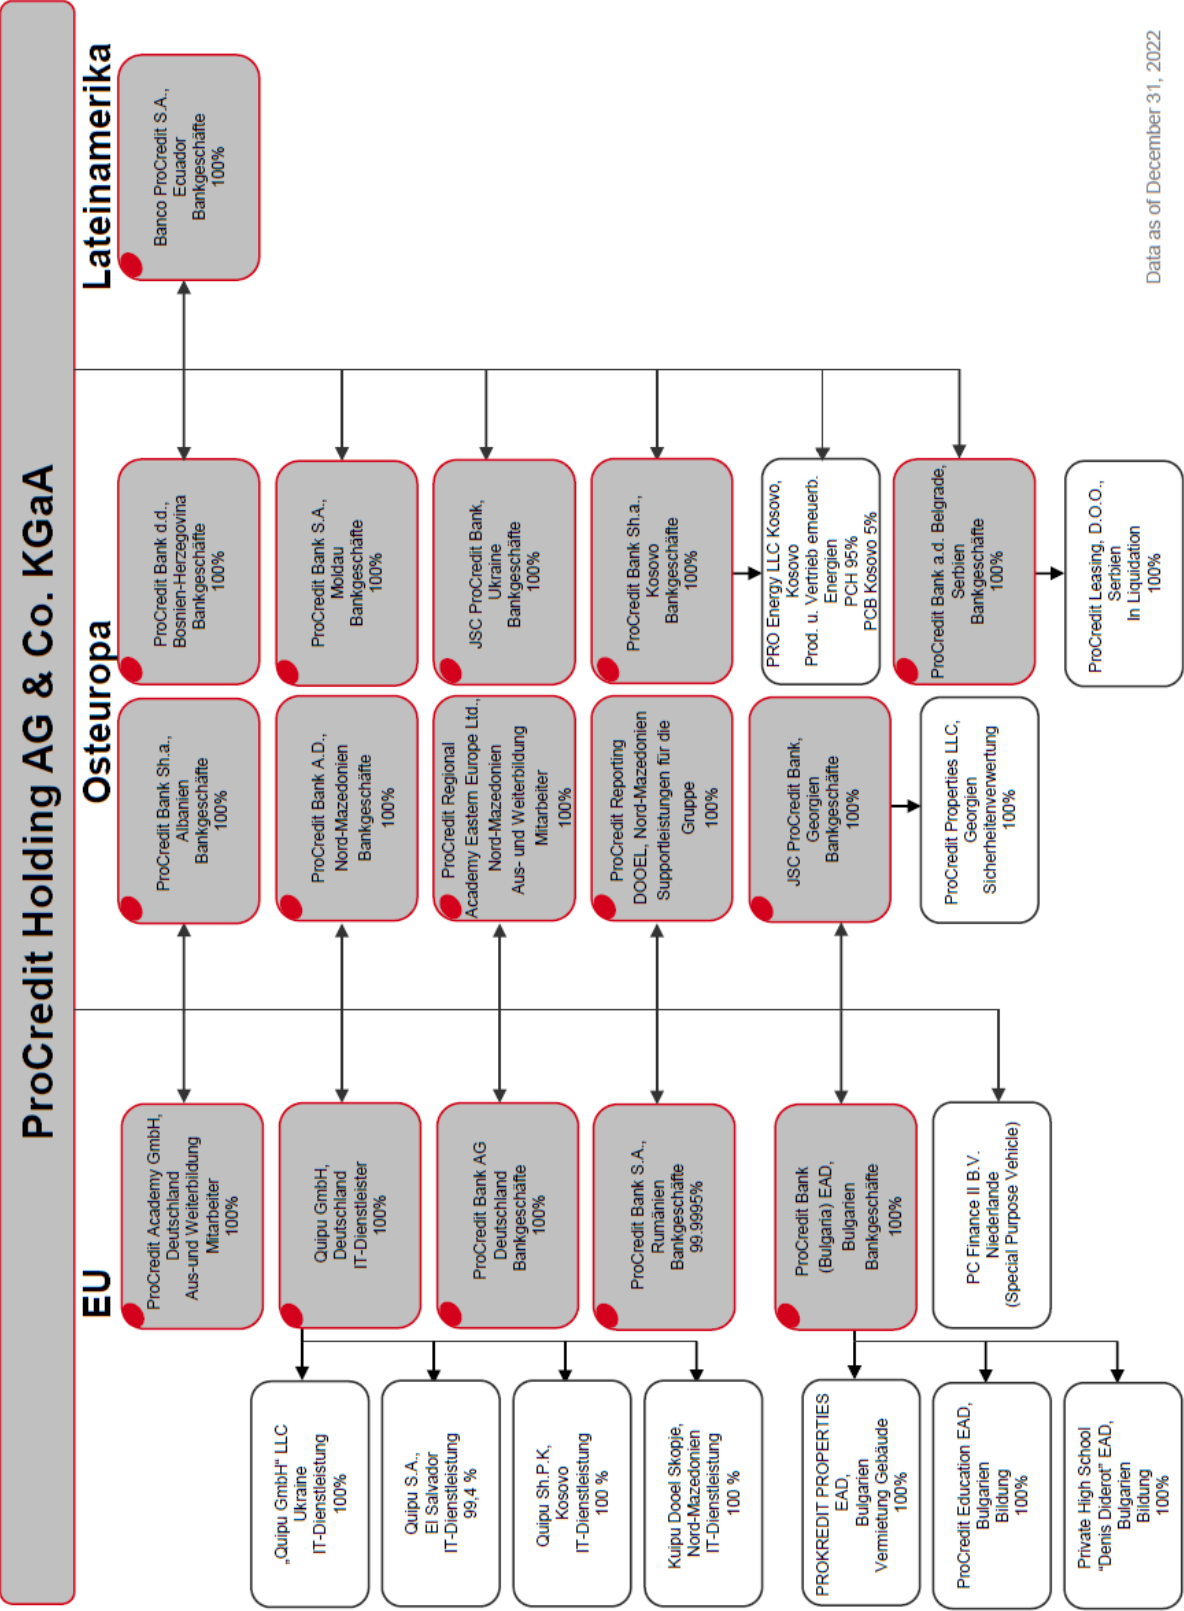 ProCredit Holding AG & Co. KGaA
EU
Osteuropa
Lateinamerika
ProCredit Academy GmbH,
Deutschland
Aus-und Weiterbildung
Mitarbeiter
100%
Quipu GmbH,
Deutschland
IT-Dienstleister
100%
ProCredit Bank AG
Deutschland
Bankgeschäfte
100%
ProCredit Bank S.A.,
Rumänien
Bankgeschäfte
99.9995%
ProCredit Bank
(Bulgaria) EAD,
Bulgarien
Bankgeschäfte
100%
PC Finance II B.V.
Niederlande
(Special Purpose Vehicle)
„Quipu GmbH“ LLC
Ukraine
IT-Dienstleistung
100%
Quipu S.A.,
El Salvador
IT-Dienstleistung
99,4 %
Quipu Sh.P.K,
Kosovo
IT-Dienstleistung
100 %
Kuipu Dooel Skopje,
Nord-Mazedonien
IT-Dienstleistung
100 %
PROKREDIT PROPERTIES
EAD,
Bulgarien
Vermietung Gebäude
100%
ProCredit Education EAD,
Bulgarien
Bildung
100%
Private High School
“Denis Diderot” EAD,
Bulgarien
Bildung
100%
ProCredit Bank Sh.a.,
Albanien
Bankgeschäfte
100%
ProCredit Bank A.D.,
Nord-Mazedonien
Bankgeschäfte
100%
ProCredit Regional
Academy Eastern Europe Ltd.,
Nord-Mazedonien
Aus- und Weiterbildung
Mitarbeiter
100%
ProCredit Reporting
DOOEL, Nord-Mazedonien
Supportleistungen für die
Gruppe
100%
JSC ProCredit Bank,
Georgien
Bankgeschäfte
100%
ProCredit Properties LLC,
Georgien
Sicherheitenverwertung
100%
ProCredit Bank d.d.,
Bosnien-Herzegovina
Bankgeschäfte
100%
ProCredit Bank S.A.,
Moldau
Bankgeschäfte
100%
JSC ProCredit Bank,
Ukraine
Bankgeschäfte
100%
ProCredit Bank Sh.a.,
Kosovo
Bankgeschäfte
100%
PRO Energy LLC Kosovo,
Kosovo
Prod. u. Vertrieb erneuerb.
Energien
PCH 95%
PCB Kosovo 5%
ProCredit Bank a.d. Belgrade,
Serbien
Bankgeschäfte
100%
ProCredit Leasing, D.O.O.,
Serbien
In Liquidation
100%
Banco ProCredit S.A.,
Ecuador
Bankgeschäfte
100%
Data as of December 31, 2022